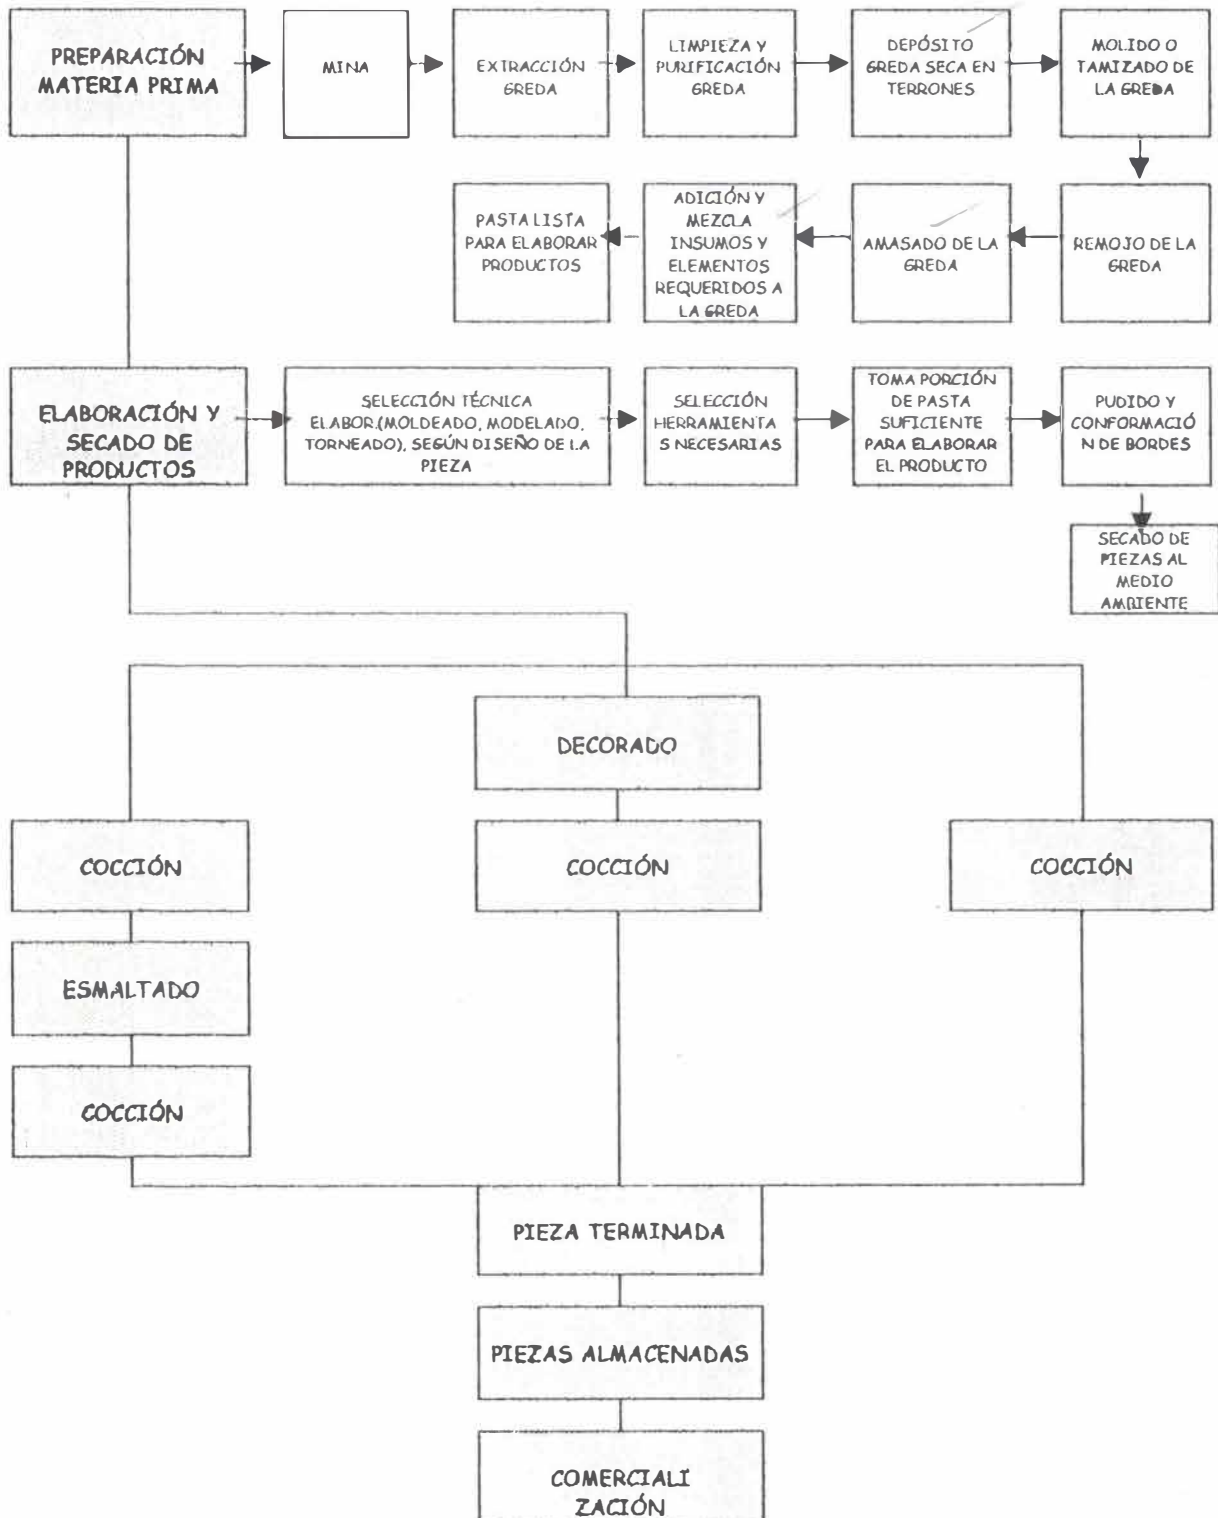 PREPARACIÓN
MATERIA PRIMA
MINA
EXTRACCIÓN
GREDA
LIMPIEZA Y
PURIFICACIÓN
GREDA
DEPÓSITO
GREDA SECA EN
TERRONES
MOLIDO O
TAMIZADO DE
LA GREDA
PASTA LISTA
PARA ELABORAR
PRODUCTOS
ADICIÓN Y
MEZCLA
INSUMOS Y
ELEMENTOS
REQUERIDOS A
LA GREDA
AMASADO DE LA
GREDA
REMOJO DE LA
GREDA
ELABORACIÓN Y
SECADO DE
PRODUCTOS
SELECCIÓN TÉCNICA
ELABOR.(MOLDEADO, MODELADO,
TORNEADO), SEGÚN DISEÑO DE LA
PIEZA
SELECCIÓN
HERRAMIENTA
S NECESARIAS
TOMA PORCIÓN
DE PASTA
SUFICIENTE
PARA ELABORAR
EL PRODUCTO
PUDIDO Y
CONFORMACIÓ
N DE BORDES
SECADO DE
PIEZAS AL
MEDIO
AMBIENTE
DECORADO
COCCIÓN
COCCIÓN
COCCIÓN
ESMALTADO
COCCIÓN
PIEZA TERMINADA
PIEZAS ALMACENADAS
COMERCIALI
ZACIÓN